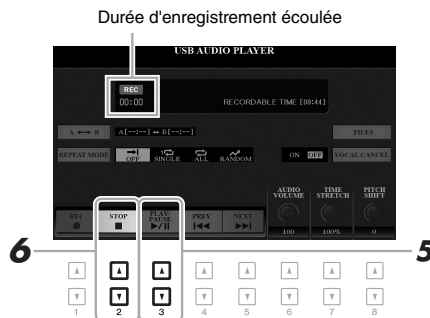 Durée d'enregistrement écoulée
USB AUDIO PLAYER
REC
00:00
RECORDABLE TIME [09:44]
A ⟷ B
A[--:--] ↔ B[--:--]
FILES
REPEAT MODE
OFF
SINGLE
ALL
RANDOM
ON OFF
VOCAL CANCEL
AUDIO VOLUME
TIME STRETCH
PITCH SHIFT
REC
STOP
PLAY/PAUSE
PREV
NEXT
100
100%
0
6
5
1 2 3 4 5 6 7 8